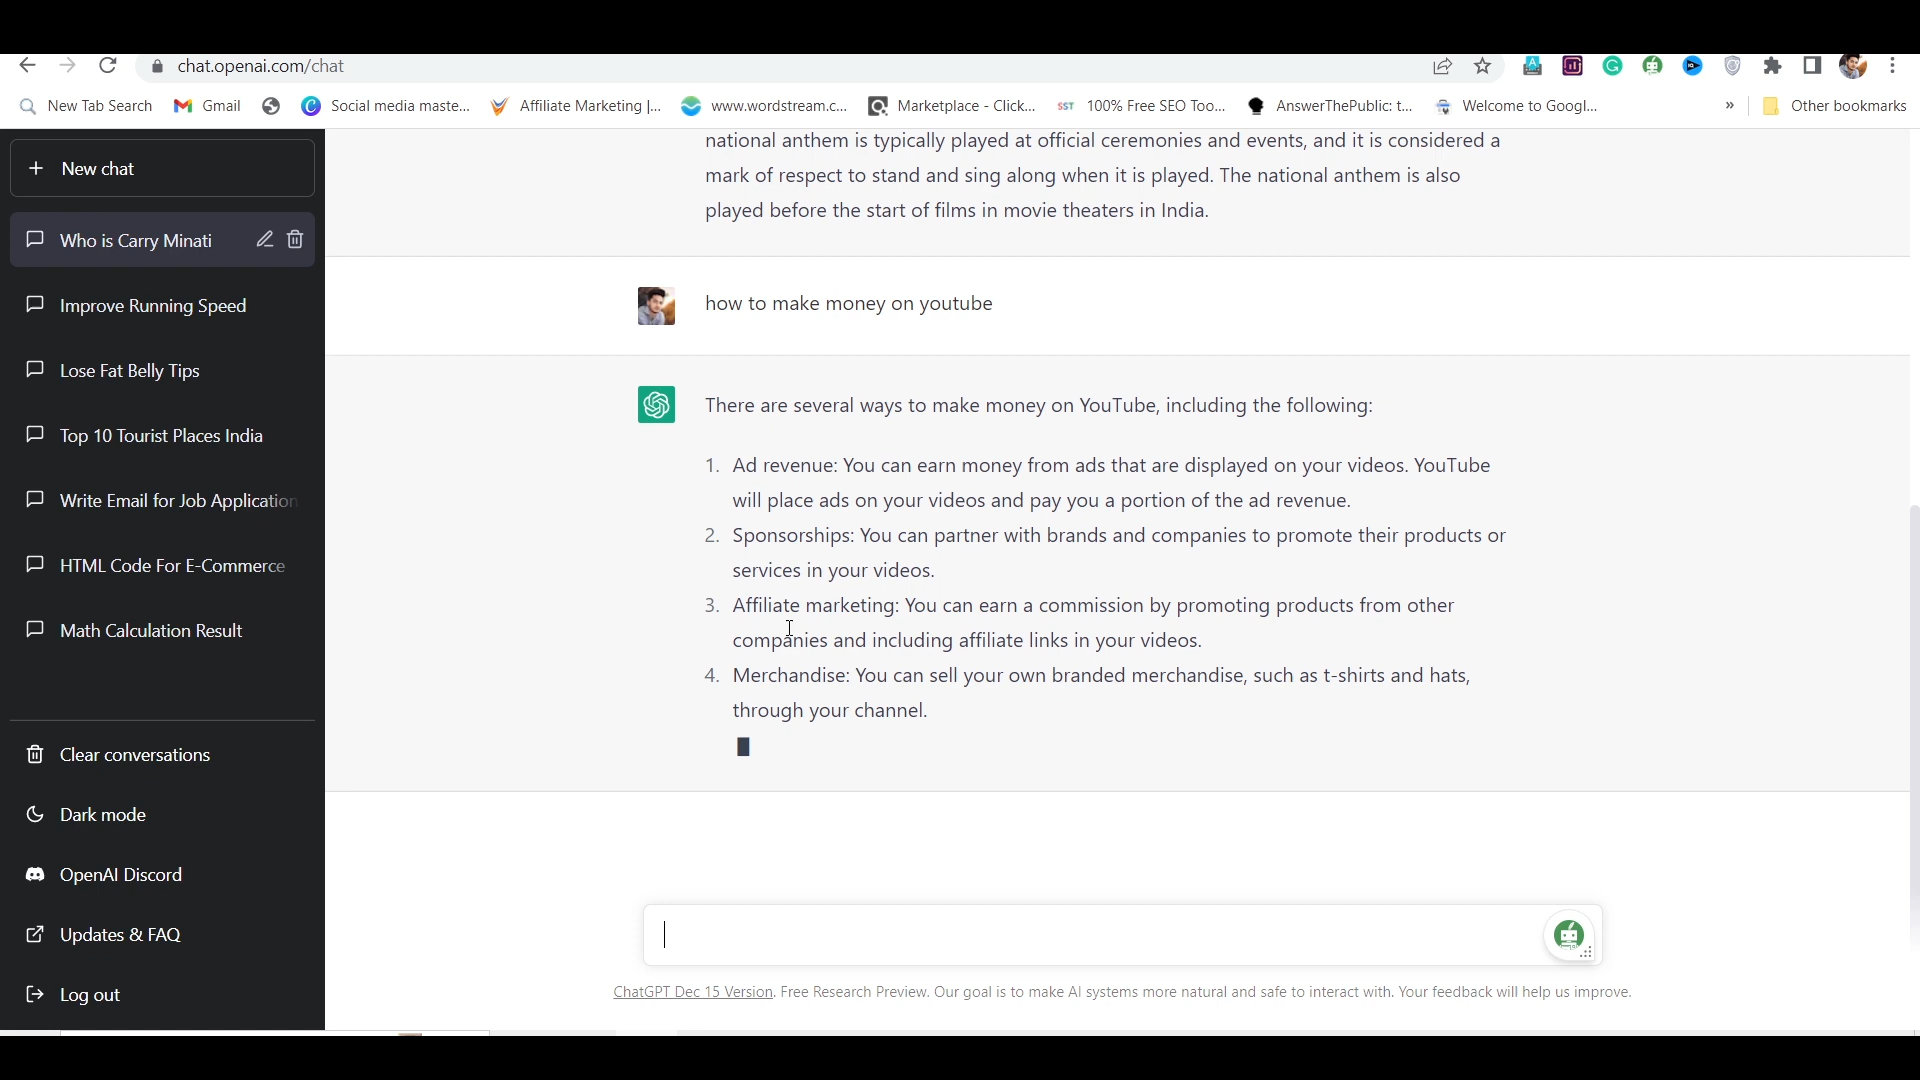 chat.openai.com/chat
New Tab Search
Gmail
Social media maste...
Affiliate Marketing |...
www.wordstream.c...
Marketplace - Click...
SST 100% Free SEO Too...
AnswerThePublic: t...
Welcome to Googl...
»
Other bookmarks
New chat
Who is Carry Minati
Improve Running Speed
Lose Fat Belly Tips
Top 10 Tourist Places India
Write Email for Job Application
HTML Code For E-Commerce
Math Calculation Result
Clear conversations
Dark mode
OpenAI Discord
Updates & FAQ
Log out
national anthem is typically played at official ceremonies and events, and it is considered a
mark of respect to stand and sing along when it is played. The national anthem is also
played before the start of films in movie theaters in India.
how to make money on youtube
There are several ways to make money on YouTube, including the following:
1. Ad revenue: You can earn money from ads that are displayed on your videos. YouTube
will place ads on your videos and pay you a portion of the ad revenue.
2. Sponsorships: You can partner with brands and companies to promote their products or
services in your videos.
3. Affiliate marketing: You can earn a commission by promoting products from other
companies and including affiliate links in your videos.
4. Merchandise: You can sell your own branded merchandise, such as t-shirts and hats,
through your channel.
ChatGPT Dec 15 Version. Free Research Preview. Our goal is to make AI systems more natural and safe to interact with. Your feedback will help us improve.